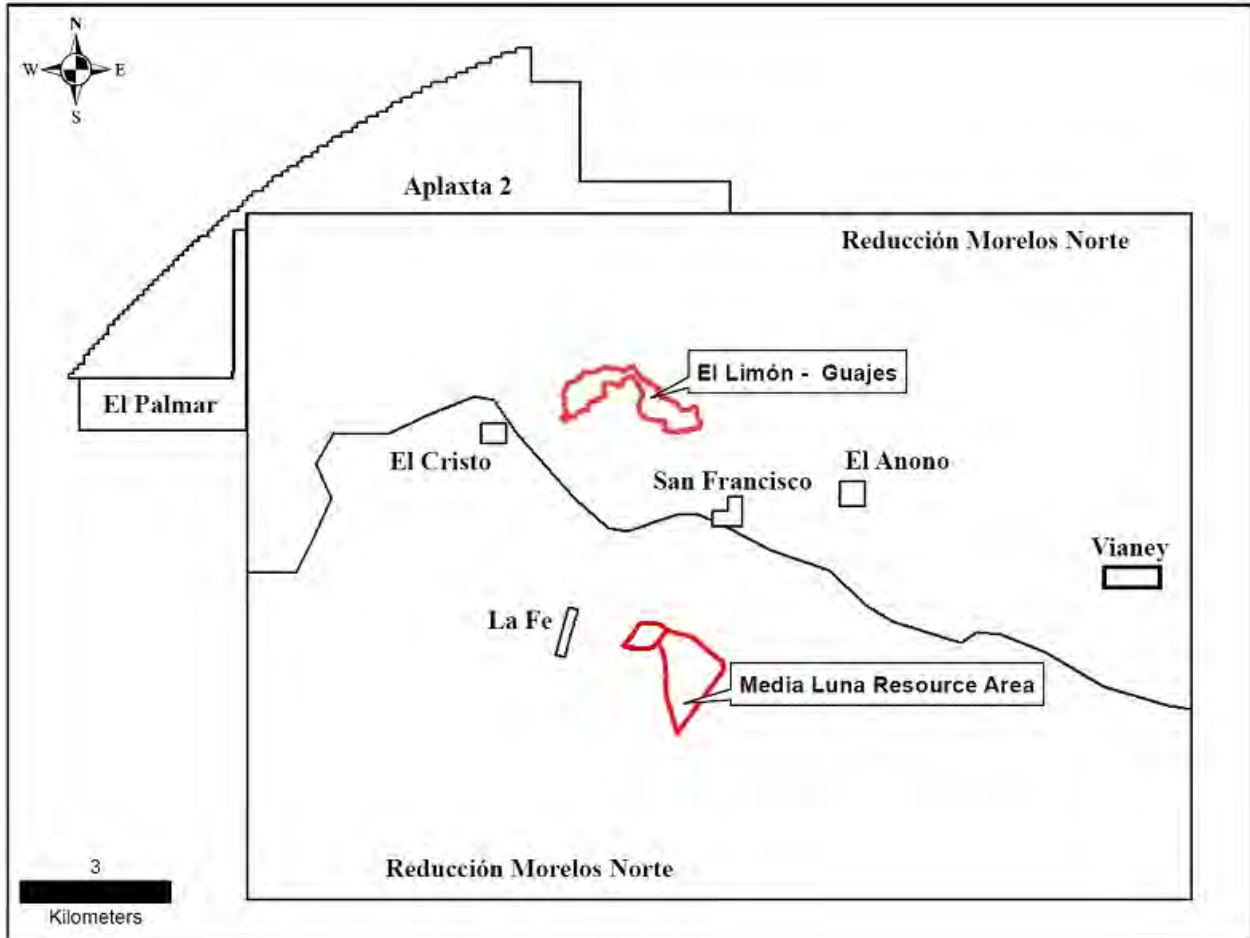 N
W E
S
Aplaxta 2
Reducción Morelos Norte
El Limón - Guajes
El Palmar
El Cristo
El Anono
San Francisco
Vianey
La Fe
Media Luna Resource Area
Reducción Morelos Norte
3
Kilometers